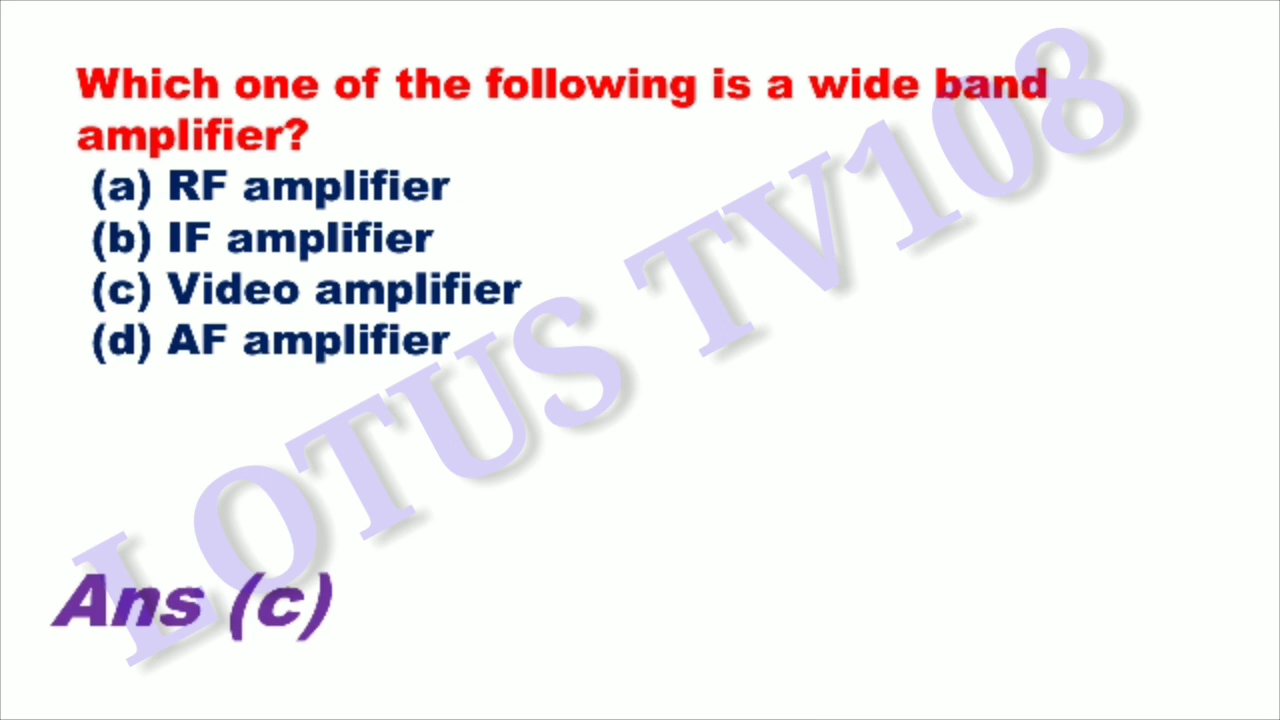 Which one of the following is a wide band
amplifier?
(a) RF amplifier
(b) IF amplifier
(c) Video amplifier
(d) AF amplifier
LOTUS TV108
Ans (c)